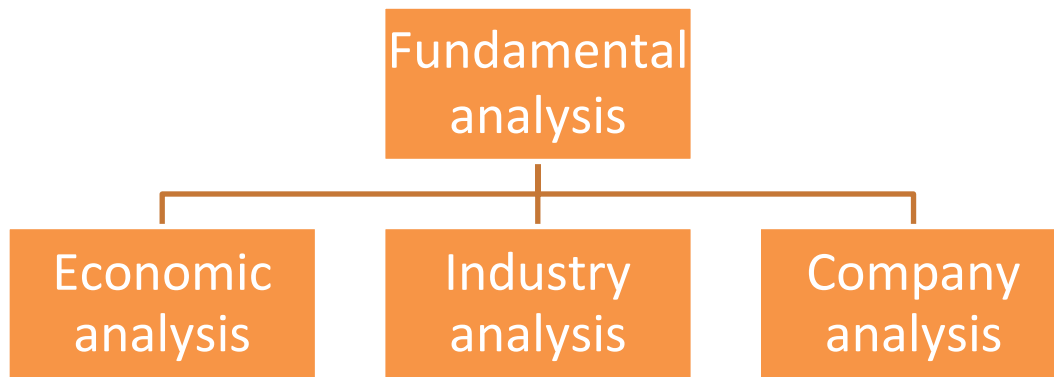 Fundamental
analysis
Economic
analysis
Industry
analysis
Company
analysis